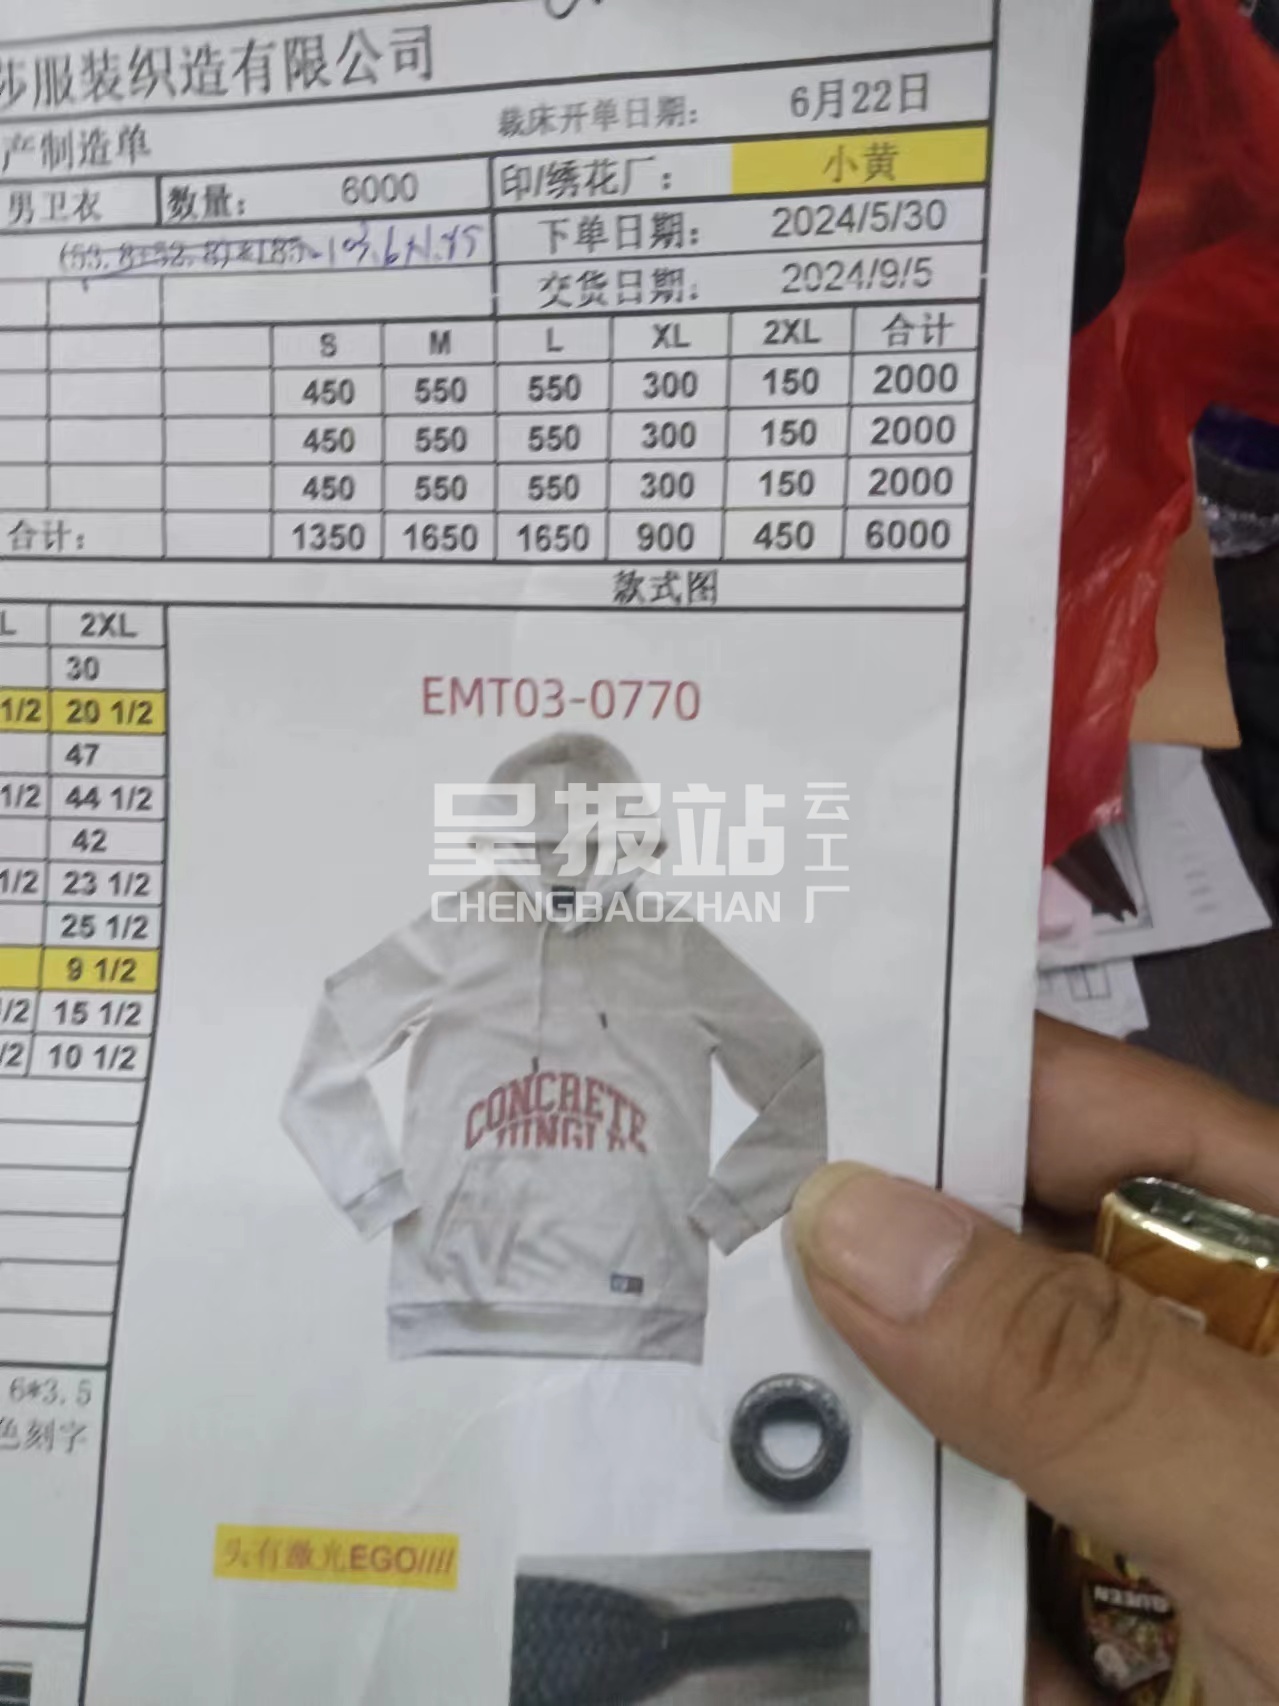 服装织造有限公司
产制造单
裁床开单日期: 6月22日
男卫衣 数量: 6000 印/绣花厂: 小黄
下单日期: 2024/5/30
交货日期: 2024/9/5
S M L XL 2XL 合计
450 550 550 300 150 2000
450 550 550 300 150 2000
450 550 550 300 150 2000
合计: 1350 1650 1650 900 450 6000
款式图
L 2XL
30
1/2 20 1/2
47
1/2 44 1/2
42
1/2 23 1/2
25 1/2
9 1/2
1/2 15 1/2
1/2 10 1/2
EMT03-0770
呈报站 云工厂
CHENGBAOZHAN
CONCRETE
6*3.5
色刻字
头有激光EGO////
QUEEN